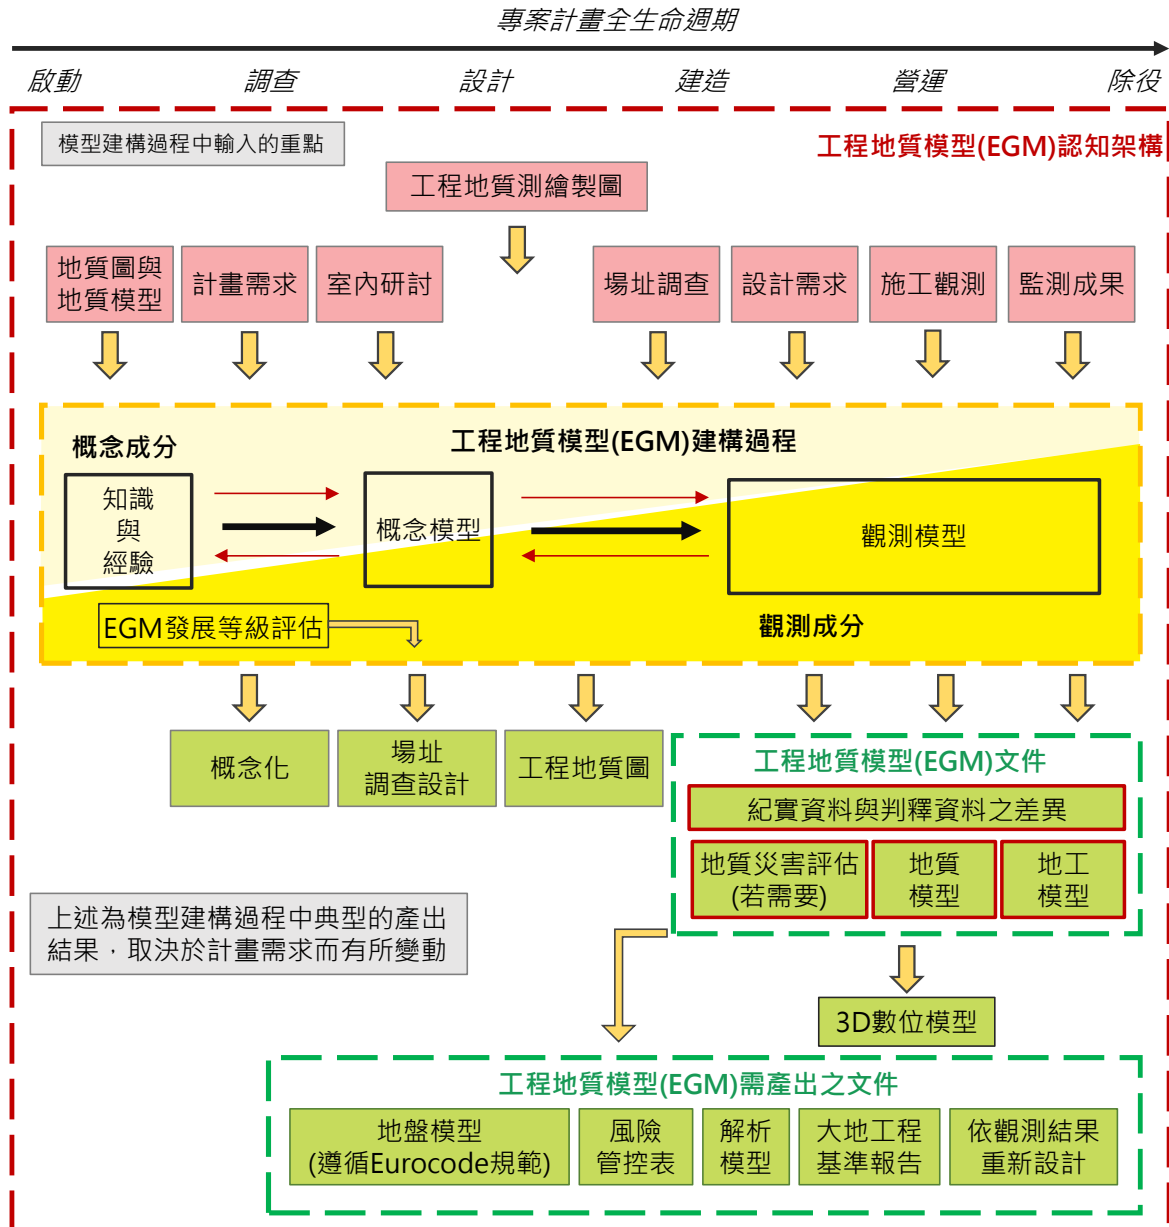 專案計畫全生命週期
啟動 調查 設計 建造 營運 除役
模型建構過程中輸入的重點
工程地質模型(EGM)認知架構
工程地質測繪製圖
地質圖與
地質模型
計畫需求
室內研討
場址調查
設計需求
施工觀測
監測成果
概念成分
工程地質模型(EGM)建構過程
知識
與
經驗
概念模型
觀測模型
EGM發展等級評估
觀測成分
概念化
場址
調查設計
工程地質圖
工程地質模型(EGM)文件
紀實資料與判釋資料之差異
地質災害評估
(若需要)
地質
模型
地工
模型
上述為模型建構過程中典型的產出
結果，取決於計畫需求而有所變動
3D數位模型
工程地質模型(EGM)需產出之文件
地盤模型
(遵循Eurocode規範)
風險
管控表
解析
模型
大地工程
基準報告
依觀測結果
重新設計